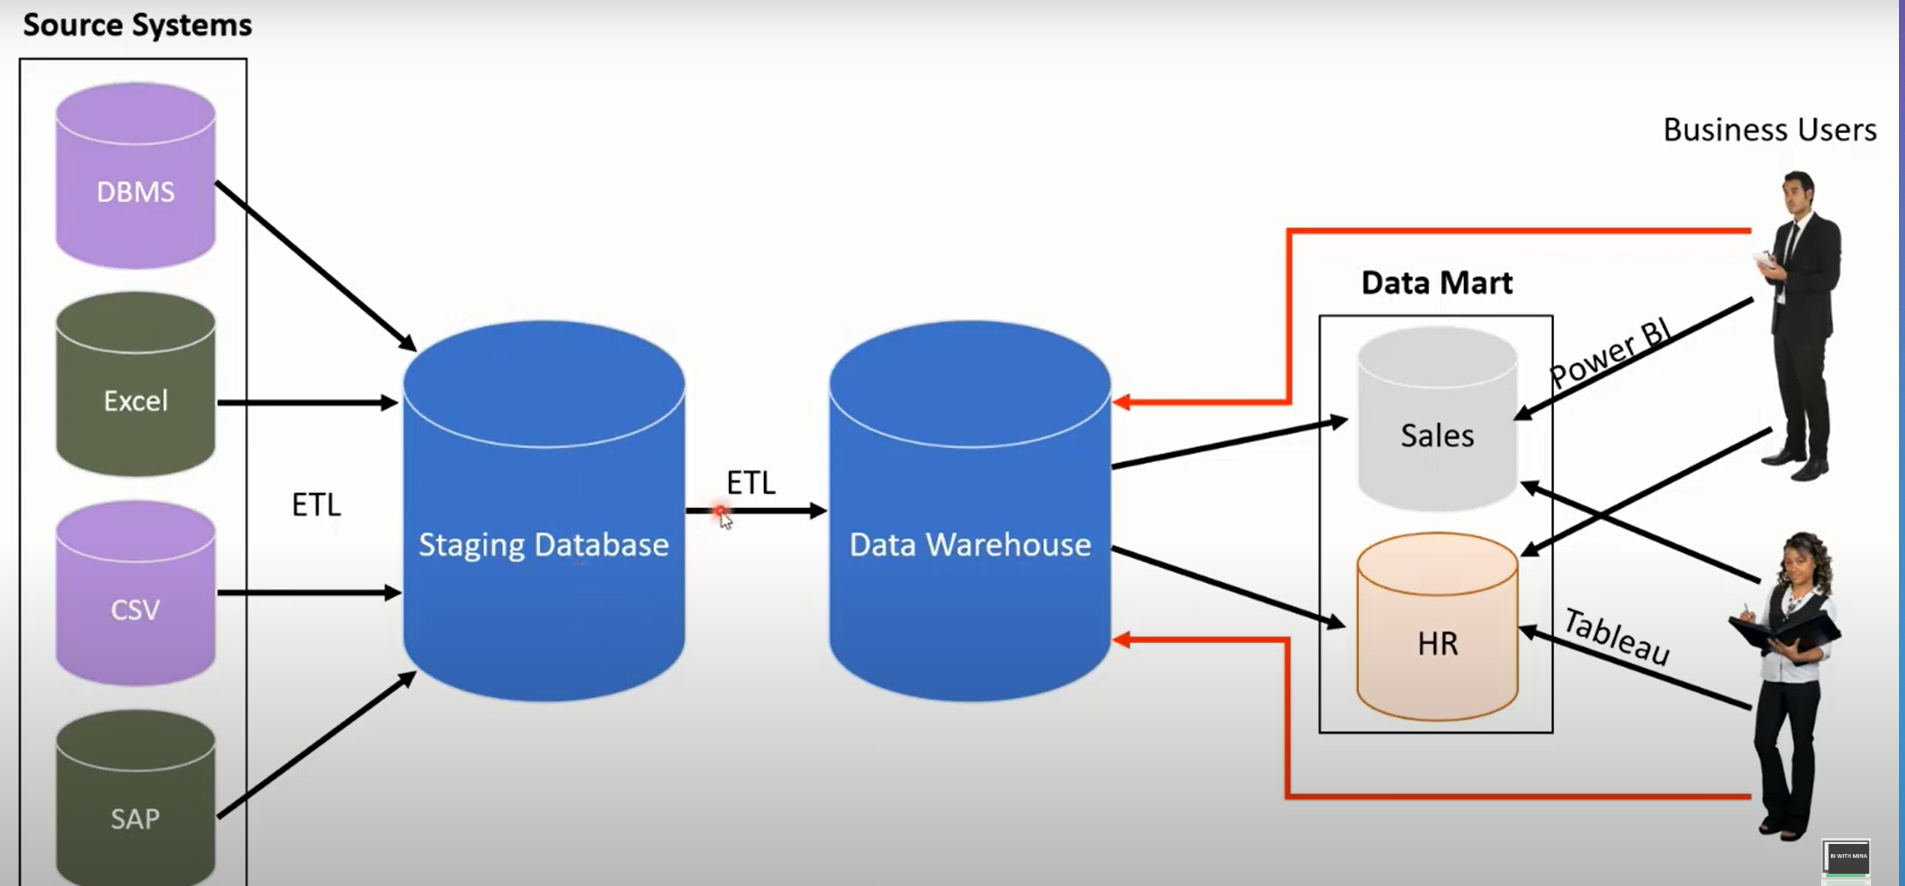 Source Systems
DBMS
Excel
CSV
SAP
ETL
Staging Database
ETL
Data Warehouse
Data Mart
Sales
HR
Business Users
Power BI
Tableau
BI WITH MINA